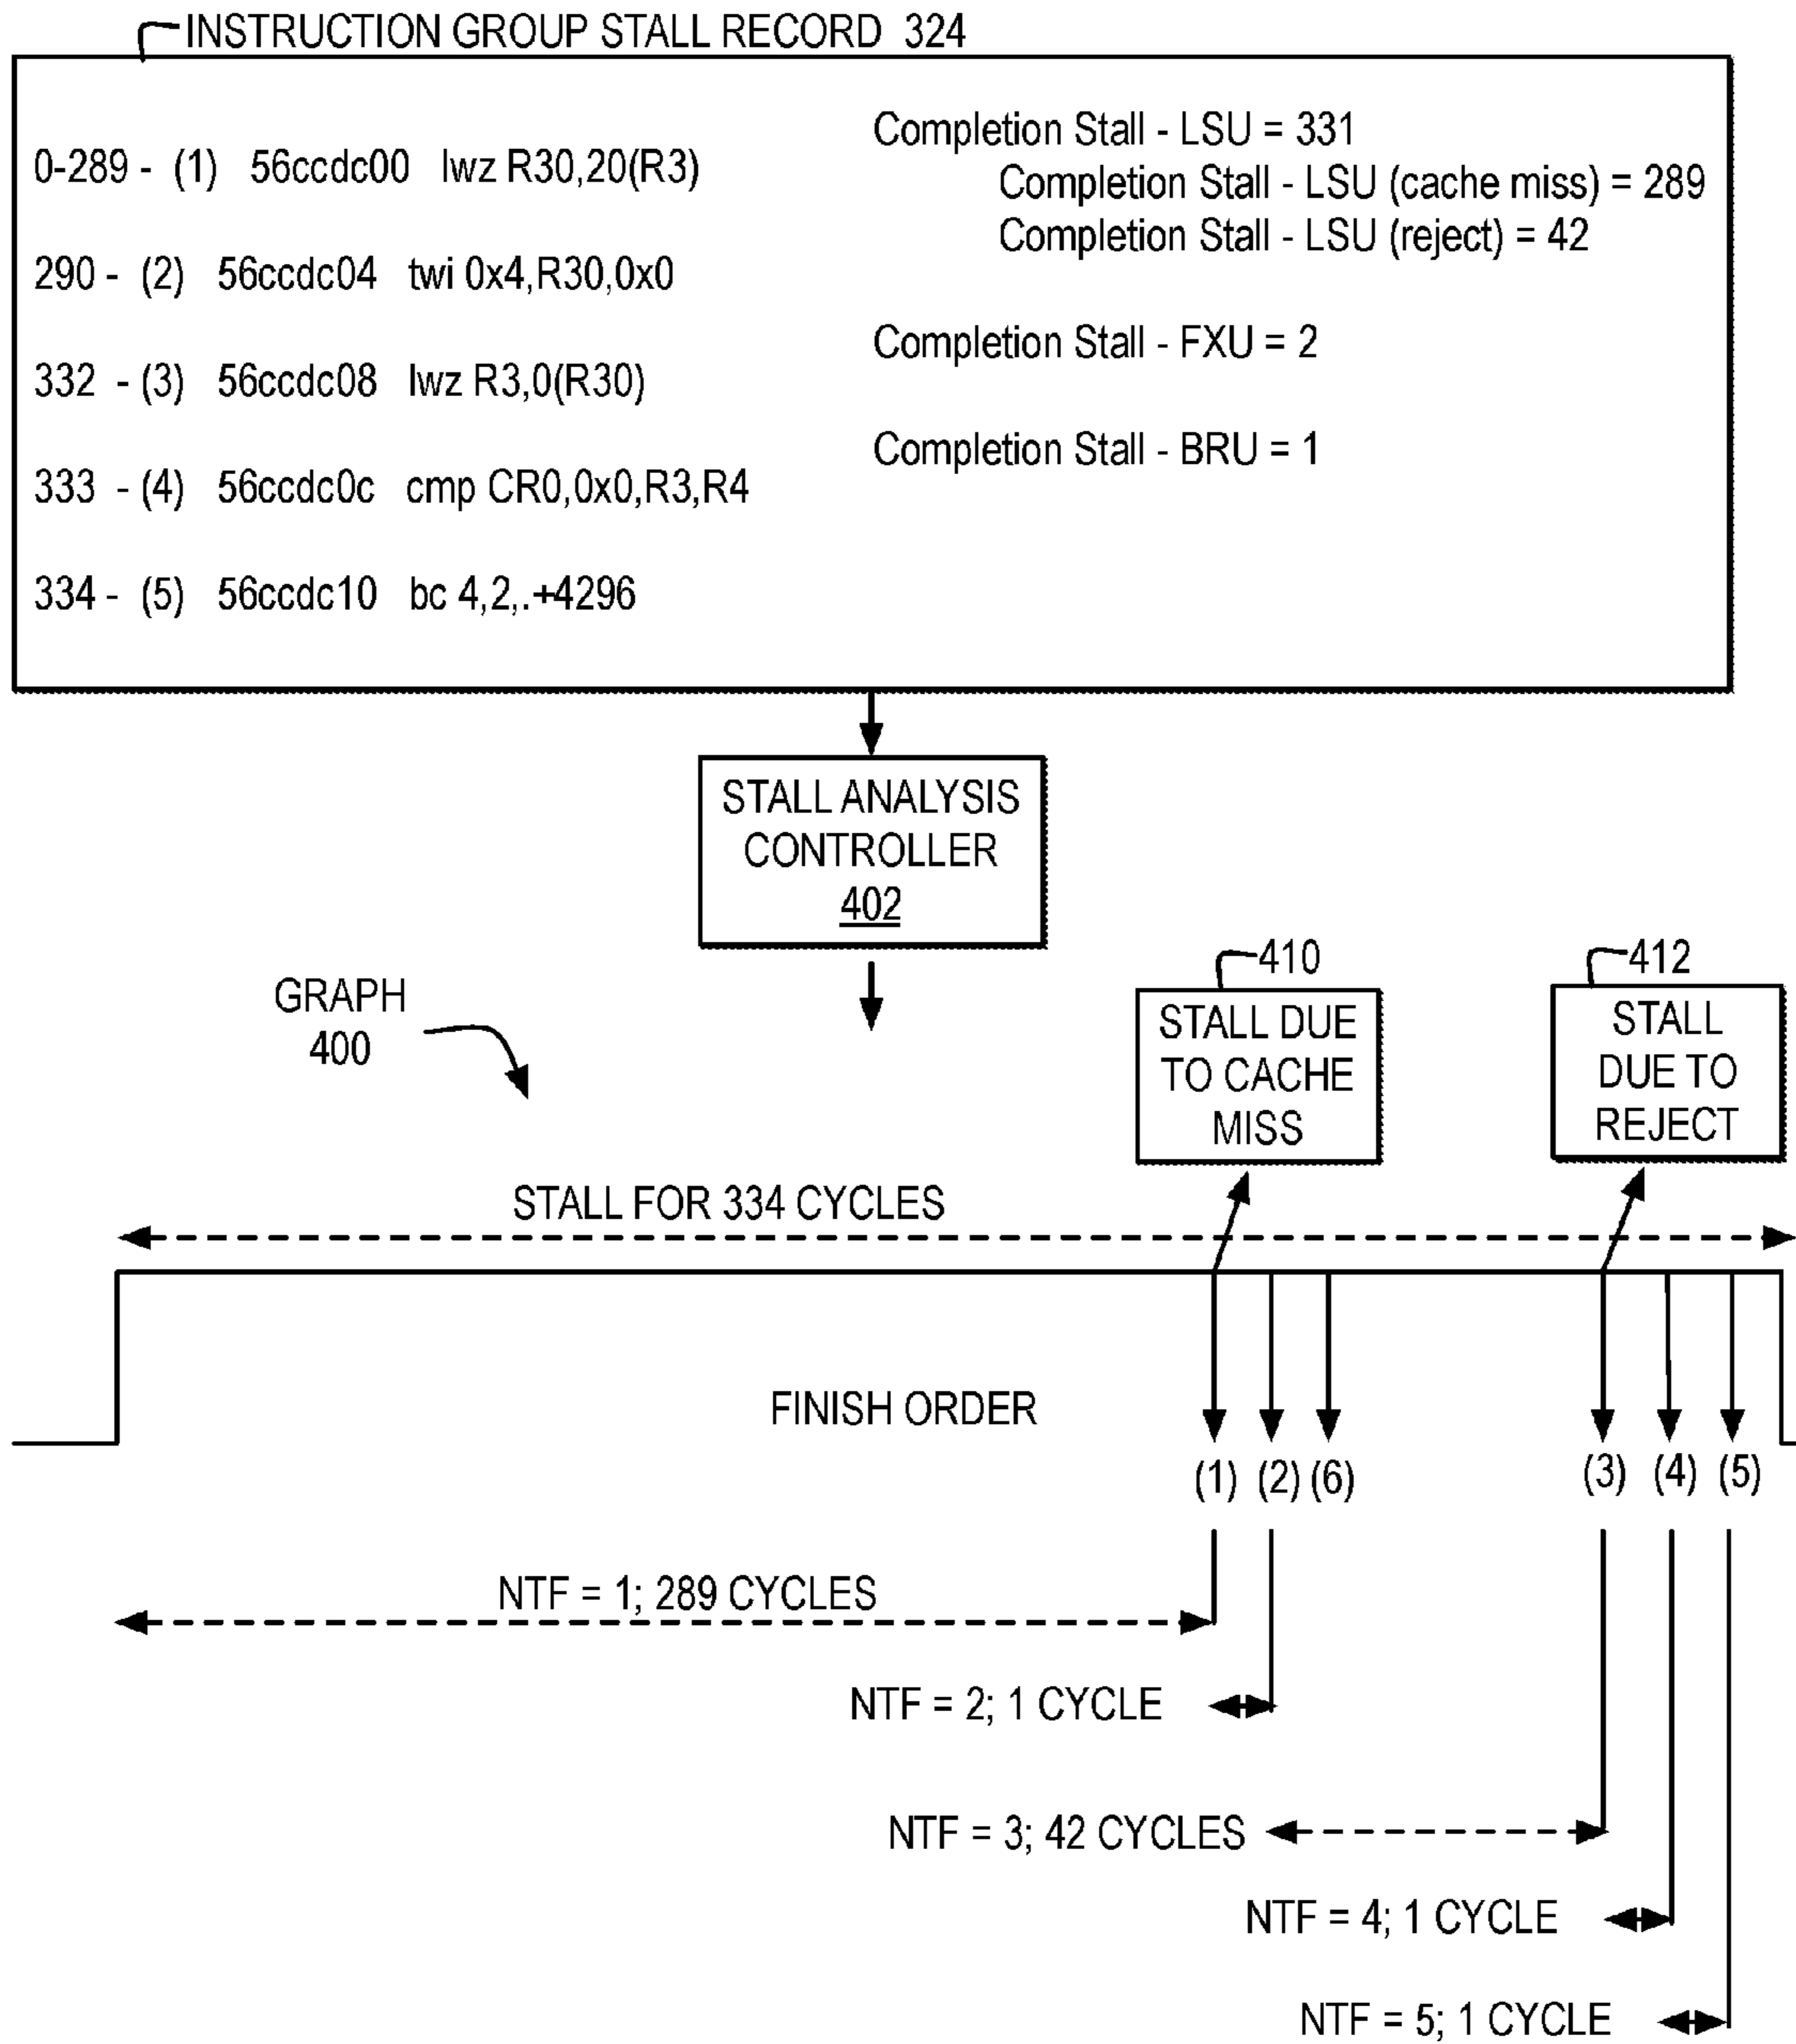 INSTRUCTION GROUP STALL RECORD 324
0-289 - (1) 56ccdc00 lwz R30,20(R3)
290 - (2) 56ccdc04 twi 0x4,R30,0x0
332 - (3) 56ccdc08 lwz R3,0(R30)
333 - (4) 56ccdc0c cmp CR0,0x0,R3,R4
334 - (5) 56ccdc10 bc 4,2,.+4296
Completion Stall - LSU = 331
Completion Stall - LSU (cache miss) = 289
Completion Stall - LSU (reject) = 42
Completion Stall - FXU = 2
Completion Stall - BRU = 1
STALL ANALYSIS
CONTROLLER
402
GRAPH
400
410
STALL DUE
TO CACHE
MISS
412
STALL
DUE TO
REJECT
STALL FOR 334 CYCLES
FINISH ORDER
(1) (2) (6) (3) (4) (5)
NTF = 1; 289 CYCLES
NTF = 2; 1 CYCLE
NTF = 3; 42 CYCLES
NTF = 4; 1 CYCLE
NTF = 5; 1 CYCLE